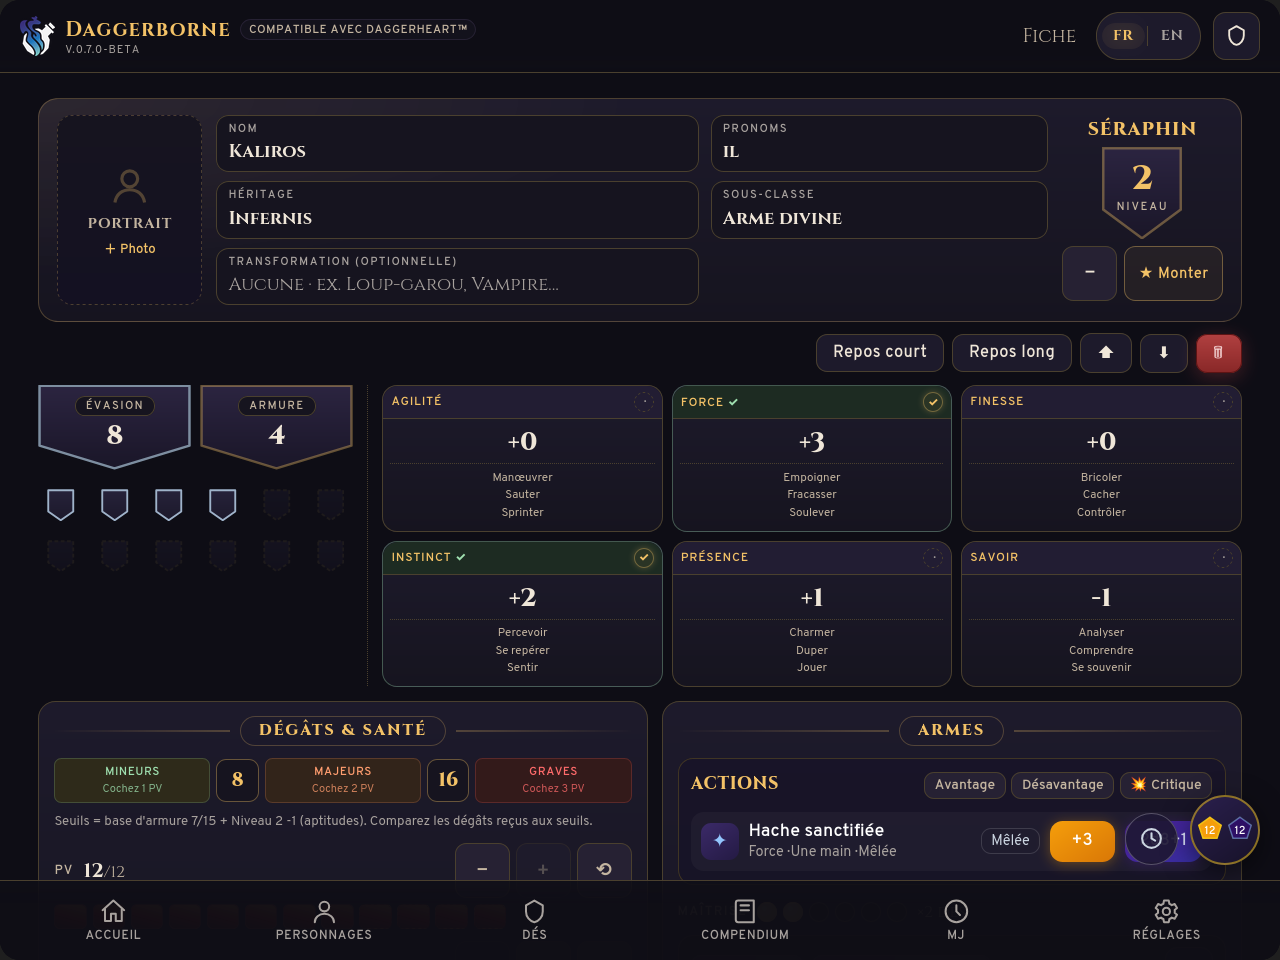 Daggerborne
COMPATIBLE AVEC DAGGERHEART™
V.0.7.0-BETA
Fiche
FR
EN
PORTRAIT
+ Photo
NOM
Kaliros
PRONOMS
il
HÉRITAGE
Infernis
SOUS-CLASSE
Arme divine
TRANSFORMATION (OPTIONNELLE)
Aucune · ex. Loup-garou, Vampire…
SÉRAPHIN
2
NIVEAU
−
★ Monter
Repos court
Repos long
ÉVASION
8
ARMURE
4
AGILITÉ
+0
Manœuvrer
Sauter
Sprinter
FORCE ✓
+3
Empoigner
Fracasser
Soulever
FINESSE
+0
Bricoler
Cacher
Contrôler
INSTINCT ✓
+2
Percevoir
Se repérer
Sentir
PRÉSENCE
+1
Charmer
Duper
Jouer
SAVOIR
-1
Analyser
Comprendre
Se souvenir
DÉGÂTS & SANTÉ
MINEURS
Cochez 1 PV
8
MAJEURS
Cochez 2 PV
16
GRAVES
Cochez 3 PV
Seuils = base d'armure 7/15 + Niveau 2 -1 (aptitudes). Comparez les dégâts reçus aux seuils.
PV 12/12
−
+
ARMES
ACTIONS
Avantage
Désavantage
💥 Critique
Hache sanctifiée
Force ·Une main ·Mêlée
Mêlée
+3
12
12
ACCUEIL
PERSONNAGES
DÉS
COMPENDIUM
MJ
RÉGLAGES